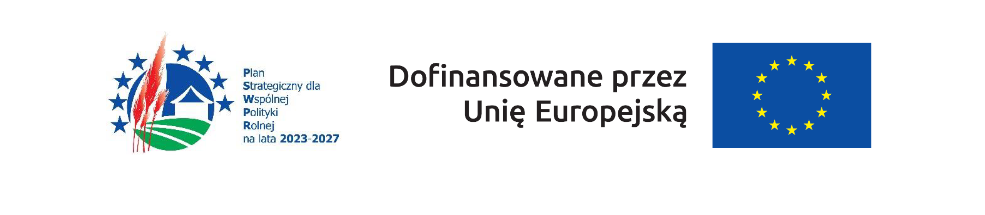 Plan
Strategiczny dla
Wspólnej
Polityki
Rolnej
na lata 2023-2027
Dofinansowane przez
Unię Europejską